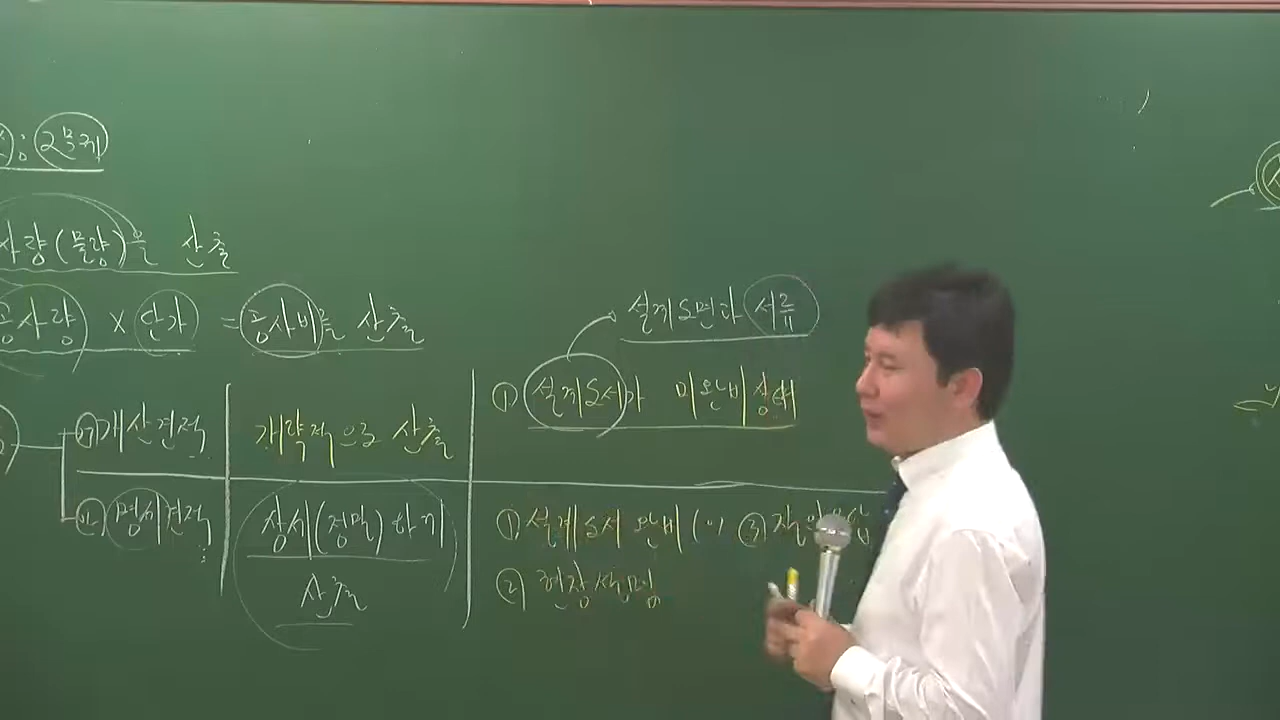 : 2문제
사량(물량)을 산출
공사량 × 단가 = 공사비를 산출
설계도면과 서류
① 설계도서가 미완비상태
㉮개산견적 개략적으로 산출
㉯명세견적 상세(정밀)하게 산출
①설계도서 완비(이 ③
② 현장설명